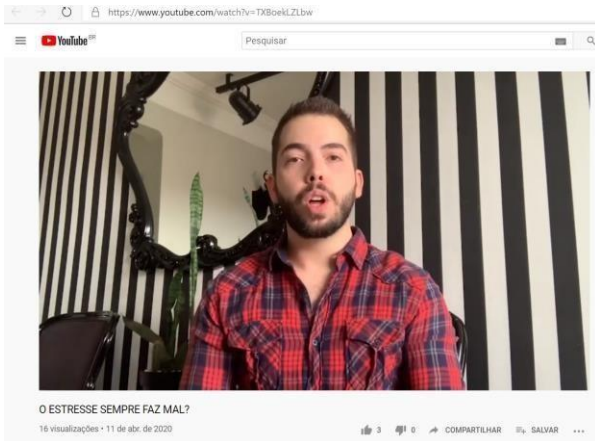 https://www.youtube.com/watch?v=TXBoekLZLbw
YouTube BR
Pesquisar
O ESTRESSE SEMPRE FAZ MAL?
16 visualizações • 11 de abr. de 2020
3 0 COMPARTILHAR SALVAR